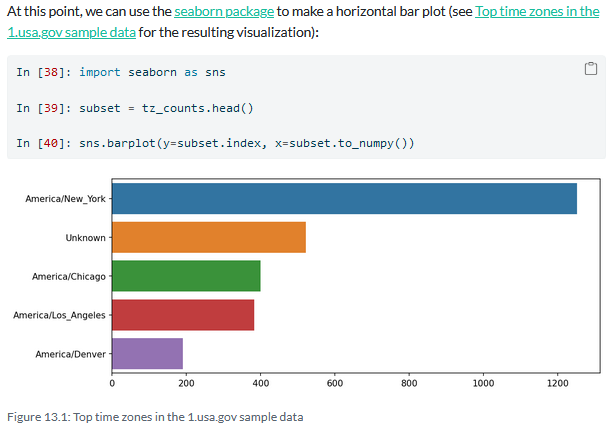 At this point, we can use the seaborn package to make a horizontal bar plot (see Top time zones in the
1.usa.gov sample data for the resulting visualization):
In [38]: import seaborn as sns
In [39]: subset = tz_counts.head()
In [40]: sns.barplot(y=subset.index, x=subset.to_numpy())
America/New_York
Unknown
America/Chicago
America/Los_Angeles
America/Denver
0 200 400 600 800 1000 1200
Figure 13.1: Top time zones in the 1.usa.gov sample data